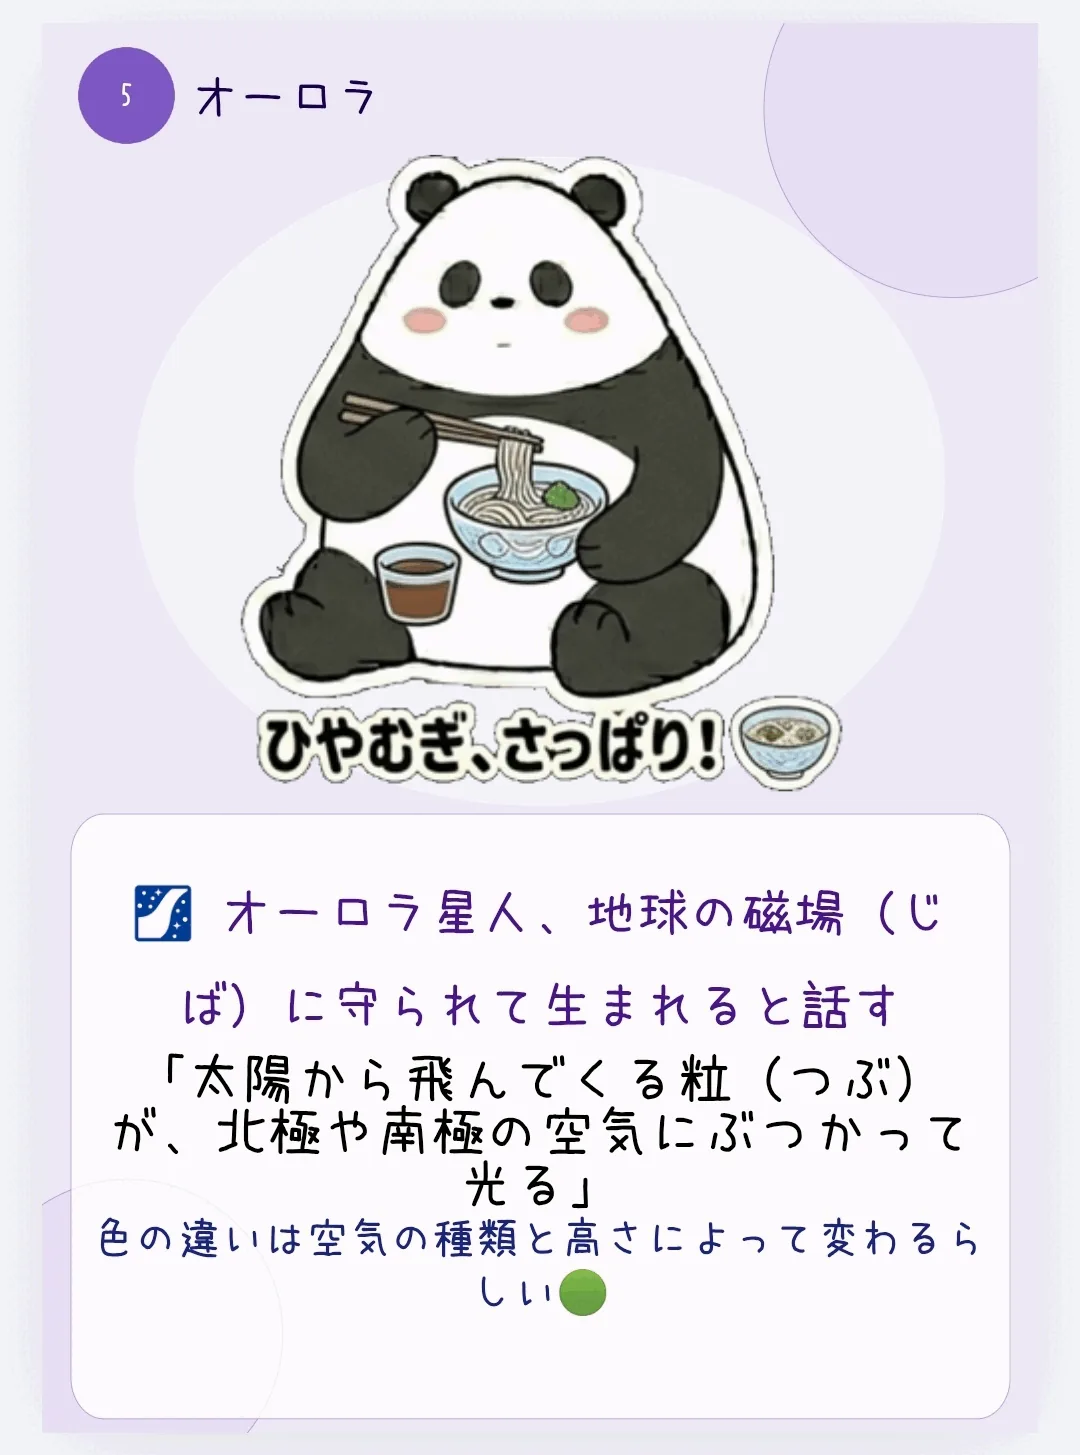 5 オーロラ
ひやむぎ、さっぱり!
🌌 オーロラ星人、地球の磁場（じ
ば）に守られて生まれると話す
「太陽から飛んでくる粒（つぶ）
が、北極や南極の空気にぶつかって
光る」
色の違いは空気の種類と高さによって変わるら
しい🟢